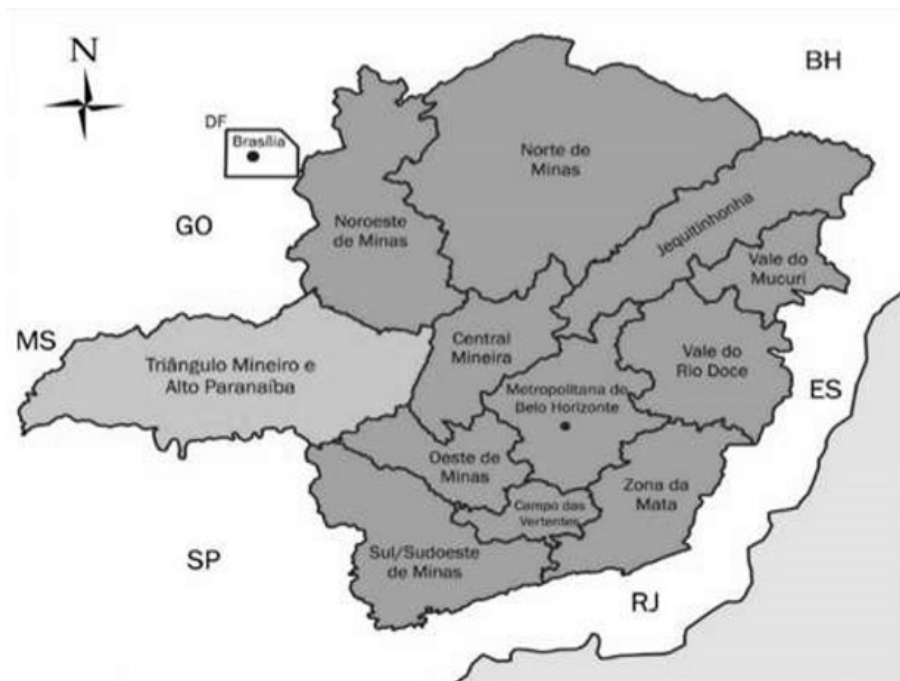 N
BH
DF
Brasília
Norte de
Minas
GO
Noroeste
de Minas
Jequitinhonha
Vale do
Mucuri
MS
Triângulo Mineiro e
Alto Paranaíba
Central
Mineira
Vale do
Rio Doce
ES
Metropolitana de
Belo Horizonte
Oeste de
Minas
Zona da
Mata
Campo das
Vertentes
SP
Sul/Sudoeste
de Minas
RJ